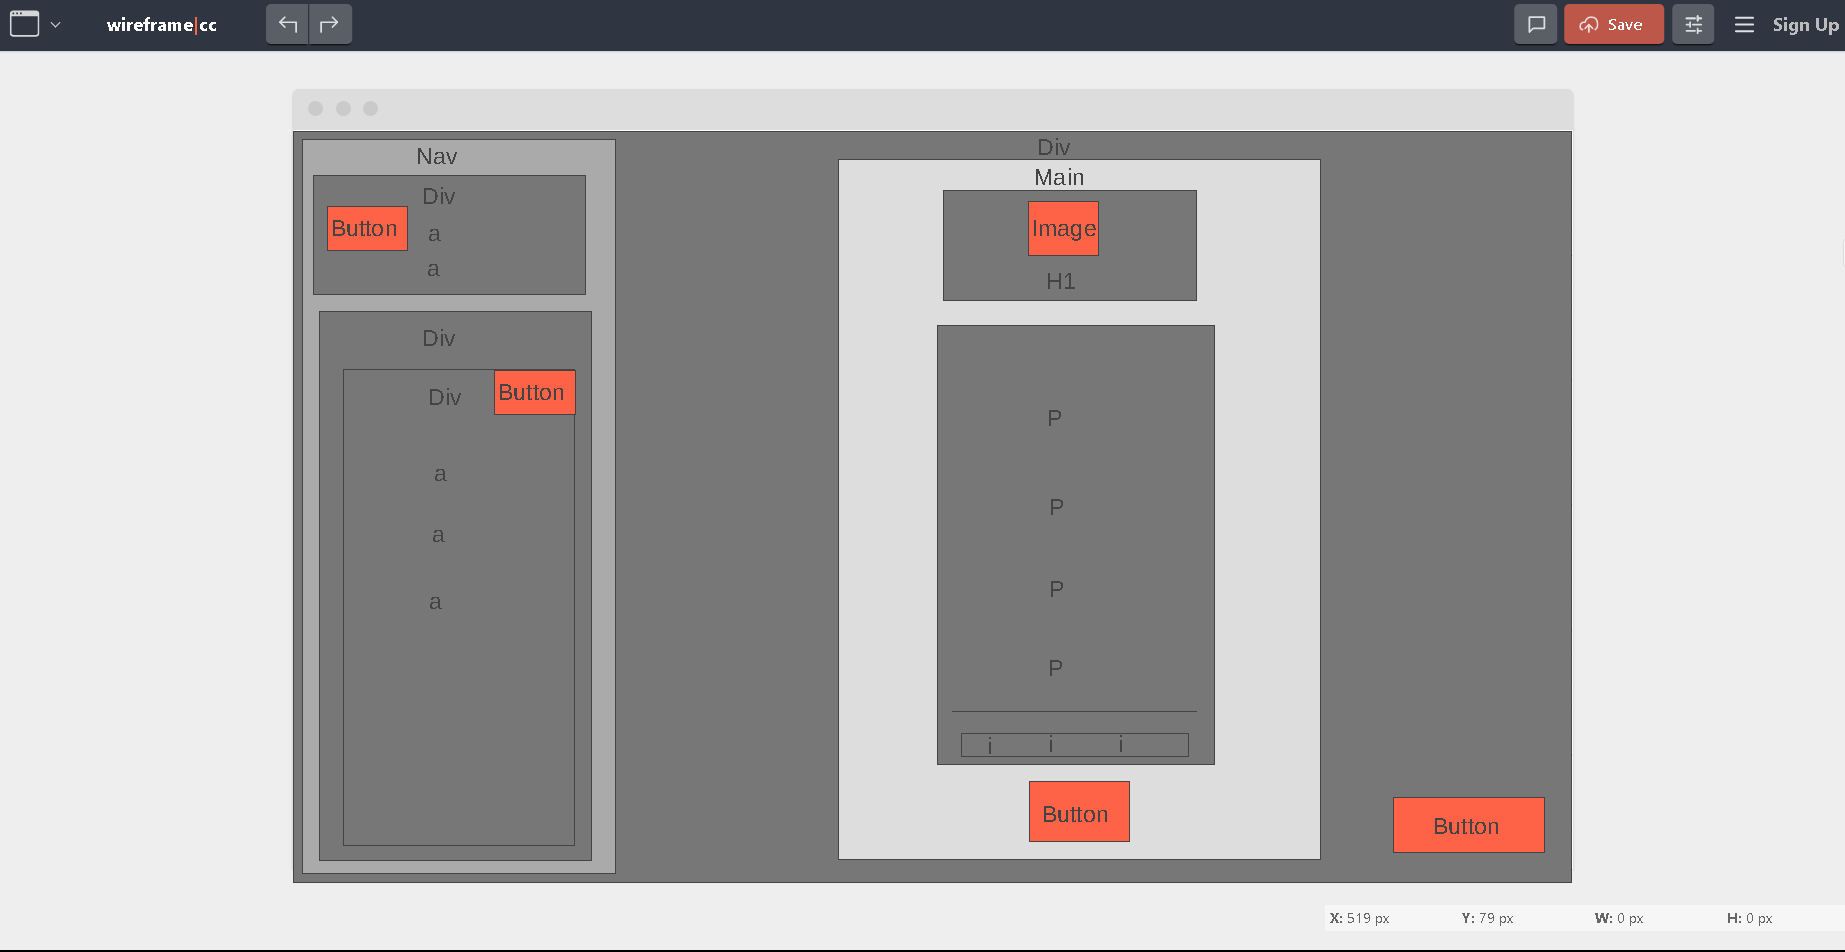 wireframe|cc
Save
Sign Up
Nav
Div
Button
a
a
Div
Div
Button
a
a
a
Div
Main
Image
H1
P
P
P
P
i i i
Button
Button
X: 519 px Y: 79 px W: 0 px H: 0 px